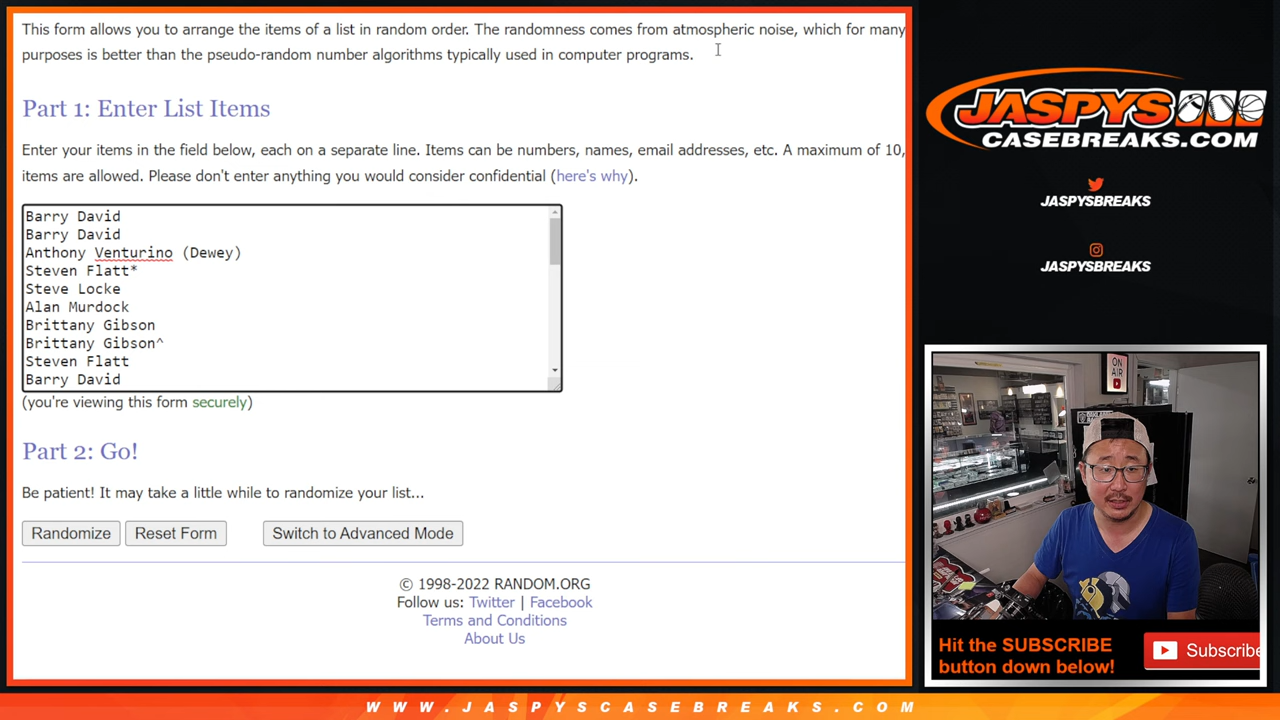 This form allows you to arrange the items of a list in random order. The randomness comes from atmospheric noise, which for many
purposes is better than the pseudo-random number algorithms typically used in computer programs.
Part 1: Enter List Items
Enter your items in the field below, each on a separate line. Items can be numbers, names, email addresses, etc. A maximum of 10,
items are allowed. Please don't enter anything you would consider confidential (here's why).
Barry David
Barry David
Anthony Venturino (Dewey)
Steven Flatt*
Steve Locke
Alan Murdock
Brittany Gibson
Brittany Gibson^
Steven Flatt
Barry David
(you're viewing this form securely)
Part 2: Go!
Be patient! It may take a little while to randomize your list...
Randomize
Reset Form
Switch to Advanced Mode
© 1998-2022 RANDOM.ORG
Follow us: Twitter | Facebook
Terms and Conditions
About Us
JASPYS
CASEBREAKS.COM
JASPYSBREAKS
JASPYSBREAKS
ON
AIR
Hit the SUBSCRIBE
button down below!
Subscribe
WWW.JASPYSCASEBREAKS.COM